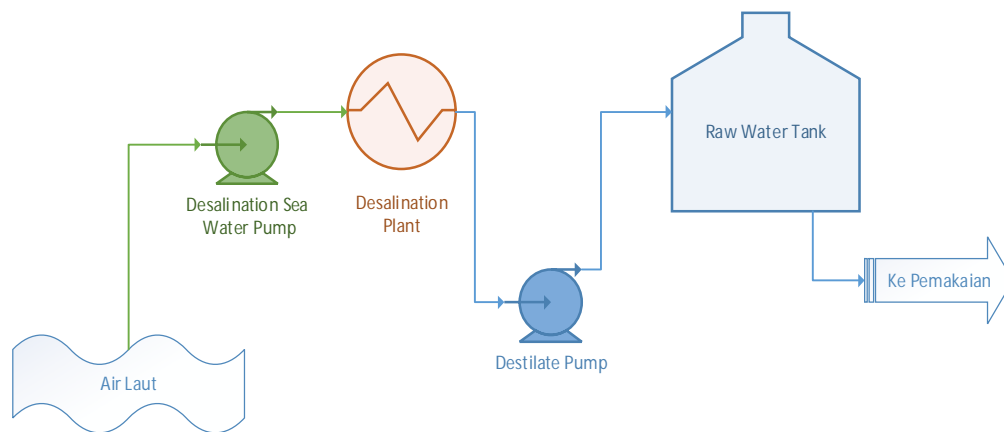 Raw Water Tank
Desalination Sea
Water Pump
Desalination
Plant
Ke Pemakaian
Destilate Pump
Air Laut